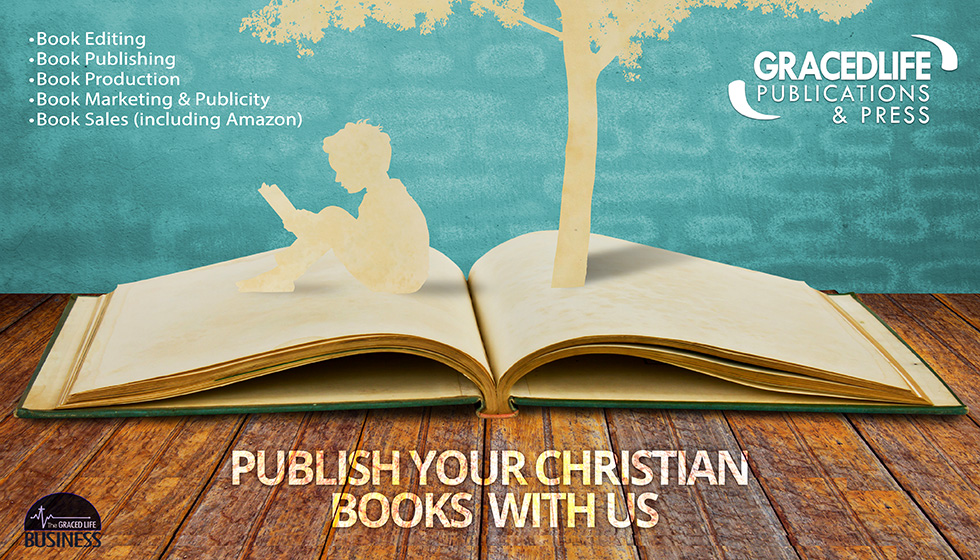 •Book Editing
•Book Publishing
•Book Production
•Book Marketing & Publicity
•Book Sales (including Amazon)
GRACEDLIFE
PUBLICATIONS
& PRESS
PUBLISH YOUR CHRISTIAN
BOOKS WITH US
The GRACED LIFE
BUSINESS